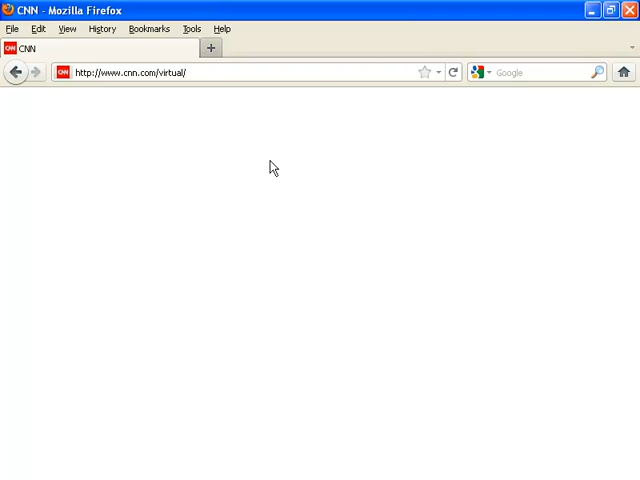 CNN - Mozilla Firefox
File Edit View History Bookmarks Tools Help
CNN CNN
http://www.cnn.com/virtual/ Google